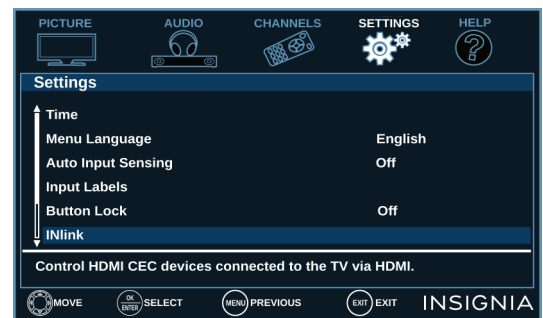 PICTURE AUDIO CHANNELS SETTINGS HELP
Settings
Time
Menu Language English
Auto Input Sensing Off
Input Labels
Button Lock Off
INlink
Control HDMI CEC devices connected to the TV via HDMI.
MOVE OK ENTER SELECT MENU PREVIOUS EXIT EXIT INSIGNIA